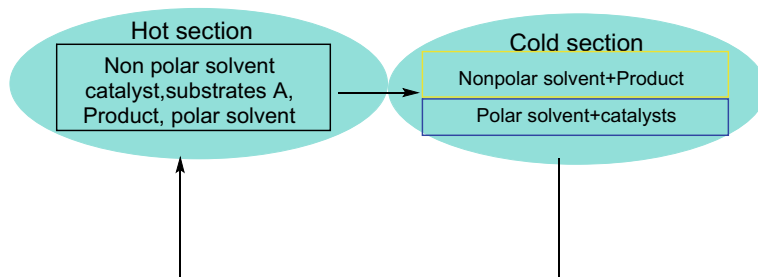 Hot section
Non polar solvent
catalyst,substrates A,
Product, polar solvent
Cold section
Nonpolar solvent+Product
Polar solvent+catalysts